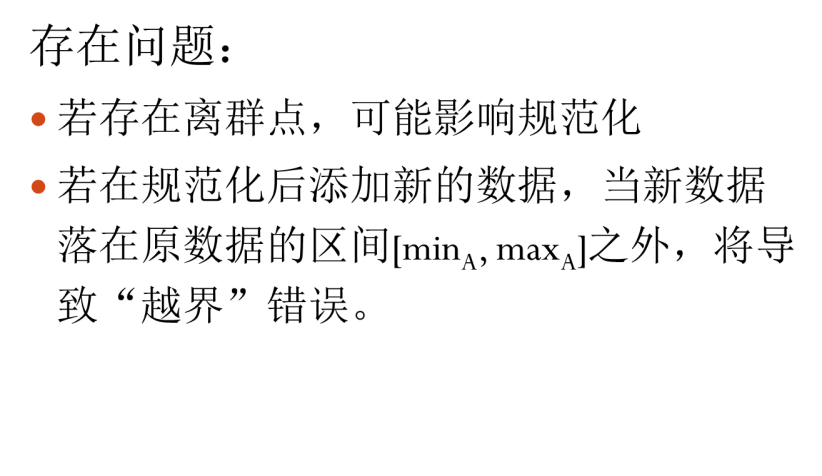 存在问题：
• 若存在离群点，可能影响规范化
• 若在规范化后添加新的数据，当新数据
落在原数据的区间[min_A, max_A]之外，将导
致“越界”错误。